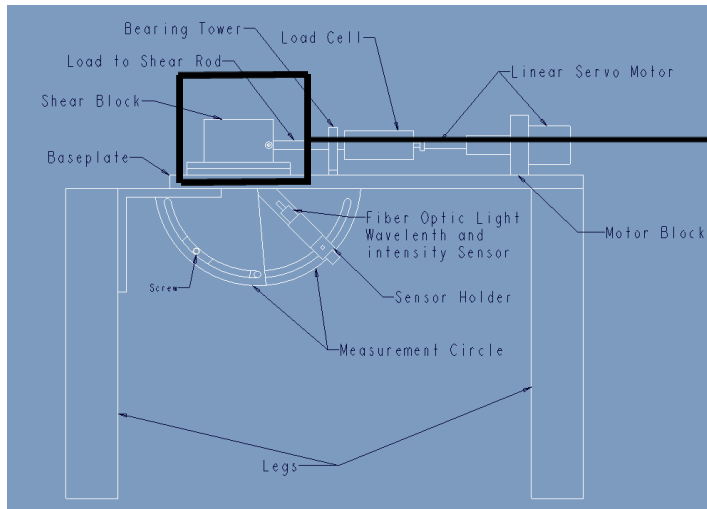 Bearing Tower
Load Cell
Load to Shear Rod
Linear Servo Motor
Shear Block
Baseplate
Fiber Optic Light
Wavelenth and
intensity Sensor
Motor Block
Screw
Sensor Holder
Measurement Circle
Legs